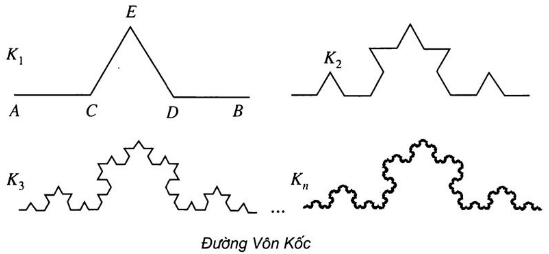 E
K1
A C D B
K2
K3
...
Kn
Đường Vôn Kốc